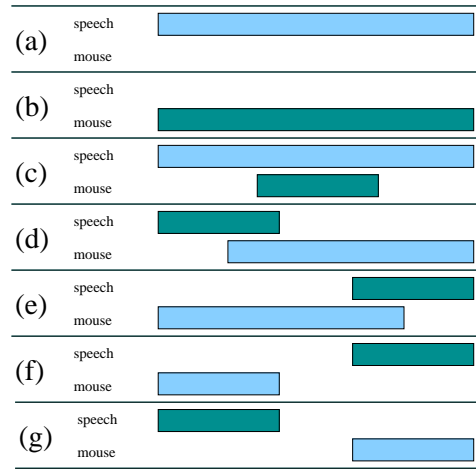 (a)
speech
mouse
(b)
speech
mouse
(c)
speech
mouse
(d)
speech
mouse
(e)
speech
mouse
(f)
speech
mouse
(g)
speech
mouse